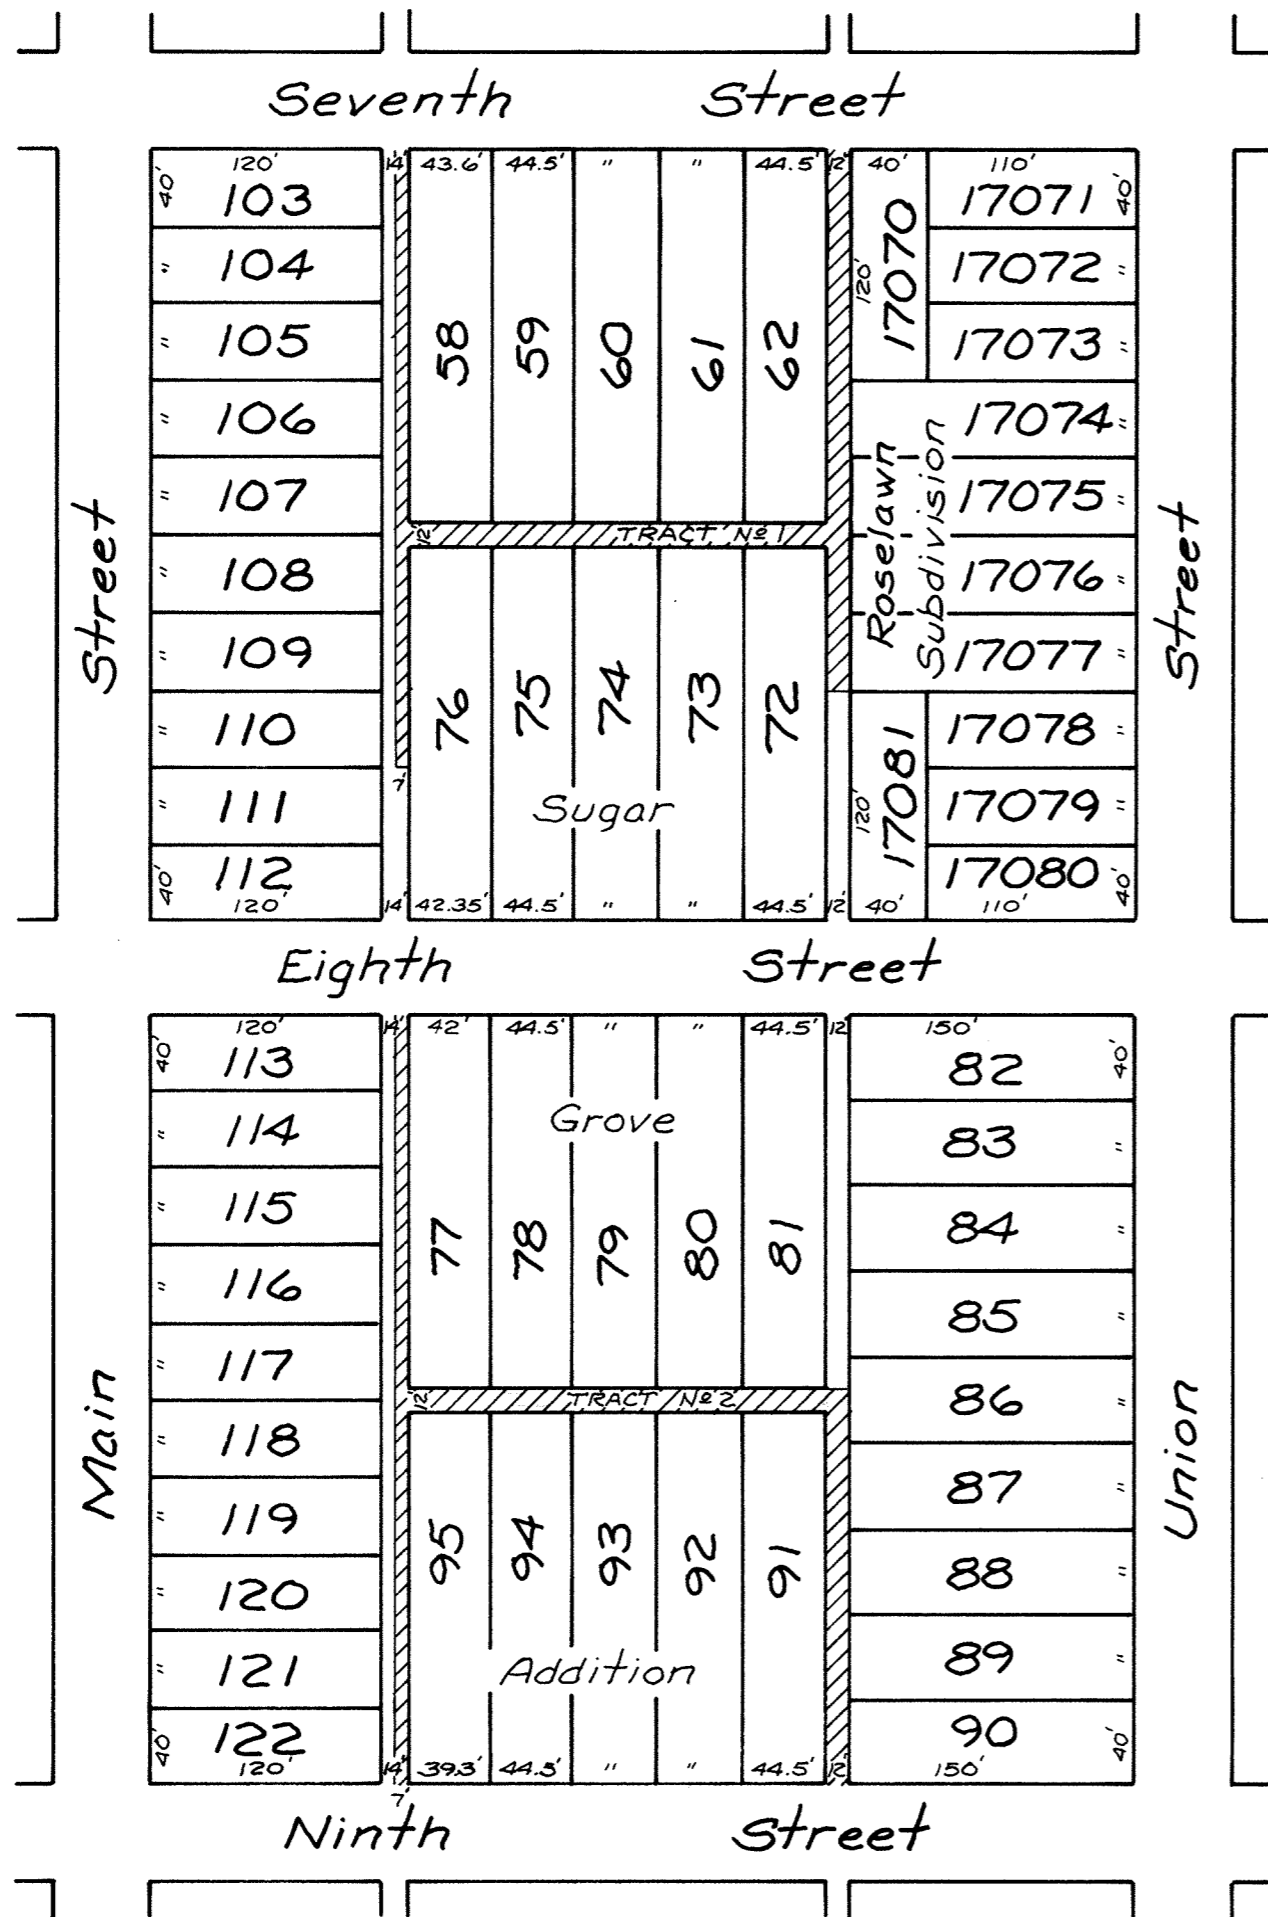 Seventh Street
120' 14' 43.6' 44.5' " " 44.5' 12' 40' 110'
40' 103
" 104
" 105
" 106
" 107
" 108
" 109
" 110
" 111
40' 112
120' 14'
7'
58 59 60 61 62
12' TRACT No 1
76 75 74 73 72
Sugar
42.35' 44.5' " " 44.5' 12' 40' 110'
120' 17070
17071 40'
17072 "
17073 "
17074 "
17075 "
17076 "
17077 "
Roselawn
Subdivision
120' 17081
17078 "
17079 "
17080 40'
Eighth Street
120' 14' 42' 44.5' " " 44.5' 12' 150'
40' 113
" 114
" 115
" 116
" 117
" 118
" 119
" 120
" 121
40' 122
120' 14'
7'
Grove
77 78 79 80 81
12' TRACT No 2
95 94 93 92 91
Addition
39.3' 44.5' " " 44.5' 12' 150'
82 40'
83 "
84 "
85 "
86 "
87 "
88 "
89 "
90 40'
Ninth Street
Main Street
Union Street